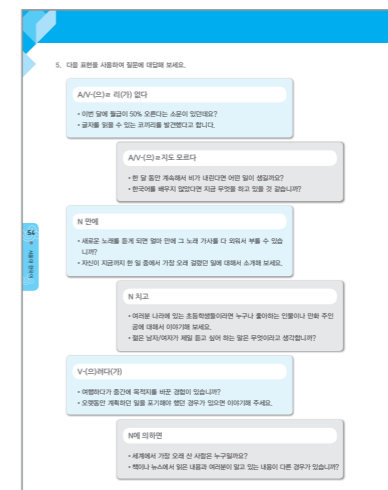 5. 다음 표현을 사용하여 질문에 대답해 보세요.
A/V-(으)ㄹ 리(가) 없다
• 이번 달에 월급이 50% 오른다는 소문이 있던데요?
• 글자를 읽을 수 있는 코끼리를 발견했다고 합니다.
A/V-(으)ㄹ지도 모르다
• 한 달 동안 계속해서 비가 내린다면 어떤 일이 생길까요?
• 한국어를 배우지 않았다면 지금 무엇을 하고 있을 것 같습니까?
N 만에
• 새로운 노래를 듣게 되면 얼마 만에 그 노래 가사를 다 외워서 부를 수 있습
니까?
• 자신이 지금까지 한 일 중에서 가장 오래 걸렸던 일에 대해서 소개해 보세요.
54
N 치고
• 여러분 나라에 있는 초등학생들이라면 누구나 좋아하는 인물이나 만화 주인
공에 대해서 이야기해 보세요.
• 젊은 남자/여자가 제일 듣고 싶어 하는 말은 무엇이라고 생각합니까?
V-(으)려다(가)
• 여행하다가 중간에 목적지를 바꾼 경험이 있습니까?
• 오랫동안 계획하던 일을 포기해야 했던 경우가 있으면 이야기해 주세요.
N에 의하면
• 세계에서 가장 오래 산 사람은 누구일까요?
• 책이나 뉴스에서 읽은 내용과 여러분이 알고 있는 내용이 다른 경우가 있습니까?